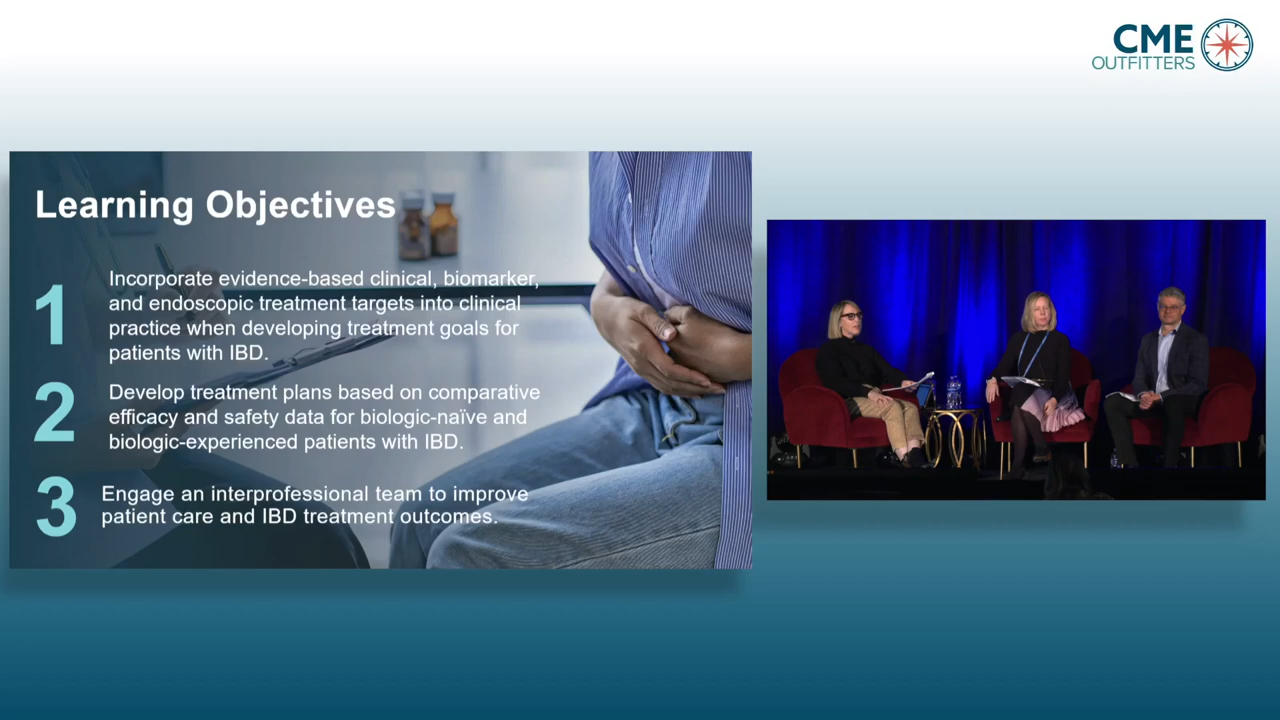 CME
OUTFITTERS
Learning Objectives
1
Incorporate evidence-based clinical, biomarker,
and endoscopic treatment targets into clinical
practice when developing treatment goals for
patients with IBD.
2
Develop treatment plans based on comparative
efficacy and safety data for biologic-naïve and
biologic-experienced patients with IBD.
3
Engage an interprofessional team to improve
patient care and IBD treatment outcomes.